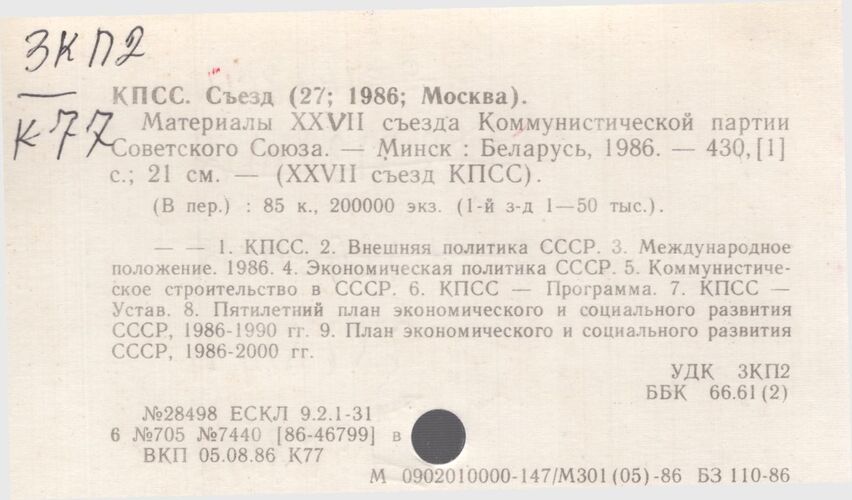 3КП2
К77
КПСС. Съезд (27; 1986; Москва).
Материалы XXVII съезда Коммунистической партии
Советского Союза. — Минск : Беларусь, 1986. — 430, [1]
с.; 21 см. — (XXVII съезд КПСС).
(В пер.) : 85 к., 200000 экз. (1-й з-д 1—50 тыс.).
— — 1. КПСС. 2. Внешняя политика СССР. 3. Международное
положение. 1986. 4. Экономическая политика СССР. 5. Коммунистиче-
ское строительство в СССР. 6. КПСС — Программа. 7. КПСС —
Устав. 8. Пятилетний план экономического и социального развития
СССР, 1986-1990 гг. 9. План экономического и социального развития
СССР, 1986-2000 гг.
УДК 3КП2
ББК 66.61(2)
№28498 ЕСКЛ 9.2.1-31
6 №705 №7440 [86-46799] в
ВКП 05.08.86 К77
М 0902010000-147/М301(05)-86 БЗ 110-86